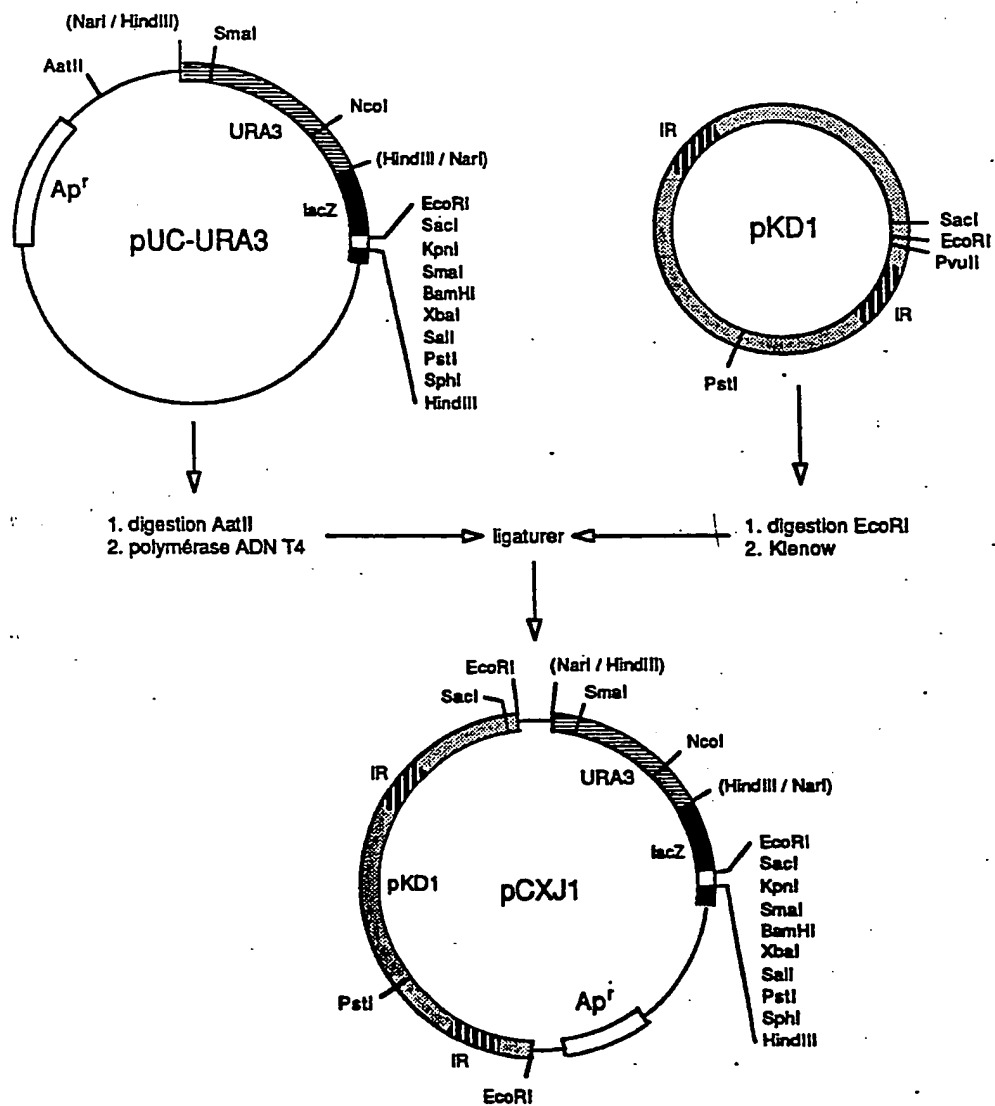 (NarI / HindIII)
SmaI
AatII
NcoI
URA3
(HindIII / NarI)
Ap^r
lacZ
pUC-URA3
EcoRI
SacI
KpnI
SmaI
BamHI
XbaI
SalI
PstI
SphI
HindIII
IR
pKD1
SacI
EcoRI
PvuII
IR
PstI
1. digestion AatII
2. polymérase ADN T4
ligaturer
1. digestion EcoRI
2. Klenow
EcoRI
(NarI / HindIII)
SacI
SmaI
NcoI
IR
URA3
(HindIII / NarI)
lacZ
pKD1
pCXJ1
EcoRI
SacI
KpnI
SmaI
BamHI
XbaI
SalI
PstI
SphI
HindIII
PstI
Ap^r
IR
EcoRI